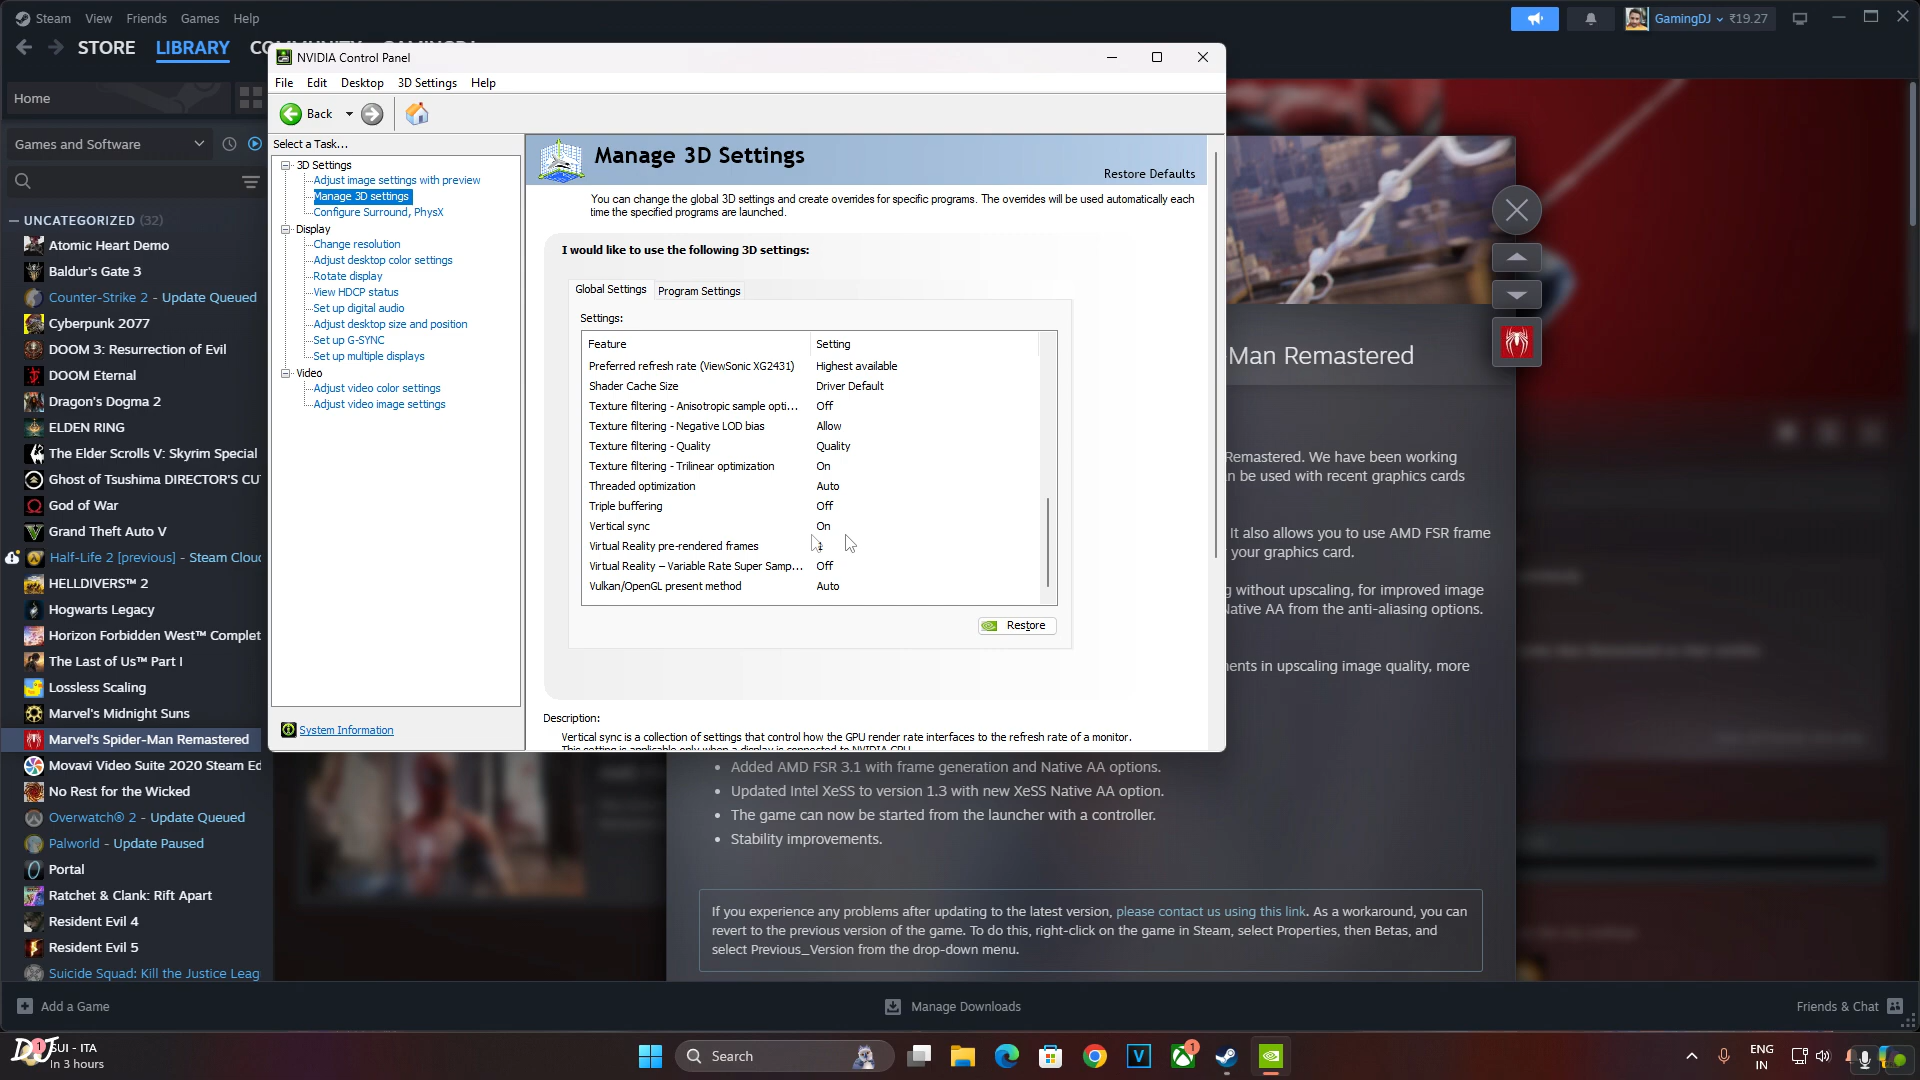 Steam View Friends Games Help
GamingDJ ₹19.27
STORE LIBRARY
NVIDIA Control Panel
File Edit Desktop 3D Settings Help
Back
Home
Games and Software
UNCATEGORIZED (32)
Atomic Heart Demo
Baldur's Gate 3
Counter-Strike 2 - Update Queued
Cyberpunk 2077
DOOM 3: Resurrection of Evil
DOOM Eternal
Dragon's Dogma 2
ELDEN RING
The Elder Scrolls V: Skyrim Special
Ghost of Tsushima DIRECTOR'S CU
God of War
Grand Theft Auto V
Half-Life 2 [previous] - Steam Clou
HELLDIVERS™ 2
Hogwarts Legacy
Horizon Forbidden West™ Complet
The Last of Us™ Part I
Lossless Scaling
Marvel's Midnight Suns
Marvel's Spider-Man Remastered
Movavi Video Suite 2020 Steam Ed
No Rest for the Wicked
Overwatch® 2 - Update Queued
Palworld - Update Paused
Portal
Ratchet & Clank: Rift Apart
Resident Evil 4
Resident Evil 5
Suicide Squad: Kill the Justice Leag
Select a Task...
3D Settings
Adjust image settings with preview
Manage 3D settings
Configure Surround, PhysX
Display
Change resolution
Adjust desktop color settings
Rotate display
View HDCP status
Set up digital audio
Adjust desktop size and position
Set up G-SYNC
Set up multiple displays
Video
Adjust video color settings
Adjust video image settings
System Information
Manage 3D Settings
Restore Defaults
You can change the global 3D settings and create overrides for specific programs. The overrides will be used automatically each
time the specified programs are launched.
I would like to use the following 3D settings:
Global Settings Program Settings
Settings:
Feature Setting
Preferred refresh rate (ViewSonic XG2431) Highest available
Shader Cache Size Driver Default
Texture filtering - Anisotropic sample opti... Off
Texture filtering - Negative LOD bias Allow
Texture filtering - Quality Quality
Texture filtering - Trilinear optimization On
Threaded optimization Auto
Triple buffering Off
Vertical sync On
Virtual Reality pre-rendered frames 1
Virtual Reality – Variable Rate Super Samp... Off
Vulkan/OpenGL present method Auto
Restore
Description:
Vertical sync is a collection of settings that control how the GPU render rate interfaces to the refresh rate of a monitor.
This setting is applicable only when a display is connected to NVIDIA GPU.
-Man Remastered
Remastered. We have been working
n be used with recent graphics cards
It also allows you to use AMD FSR frame
your graphics card.
g without upscaling, for improved image
Native AA from the anti-aliasing options.
ents in upscaling image quality, more
• Added AMD FSR 3.1 with frame generation and Native AA options.
• Updated Intel XeSS to version 1.3 with new XeSS Native AA option.
• The game can now be started from the launcher with a controller.
• Stability improvements.
If you experience any problems after updating to the latest version, please contact us using this link. As a workaround, you can
revert to the previous version of the game. To do this, right-click on the game in Steam, select Properties, then Betas, and
select Previous_Version from the drop-down menu.
Add a Game
Manage Downloads
Friends & Chat
DJ 1 SUI - ITA
In 3 hours
Search
V
1
ENG
IN